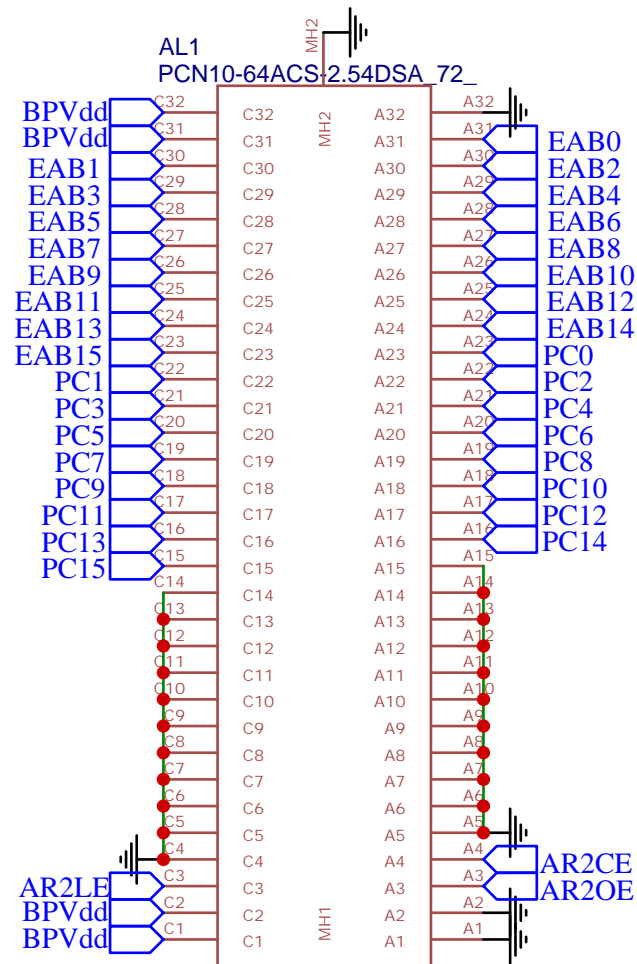 MH2
AL1
PCN10-64ACS-2.54DSA_72_
BPVdd C32 C32 MH2 A32 A32
BPVdd C31 C31 A31 A31 EAB0
EAB1 C30 C30 A30 A30 EAB2
EAB3 C29 C29 A29 A29 EAB4
EAB5 C28 C28 A28 A28 EAB6
EAB7 C27 C27 A27 A27 EAB8
EAB9 C26 C26 A26 A26 EAB10
EAB11 C25 C25 A25 A25 EAB12
EAB13 C24 C24 A24 A24 EAB14
EAB15 C23 C23 A23 A23 PC0
PC1 C22 C22 A22 A22 PC2
PC3 C21 C21 A21 A21 PC4
PC5 C20 C20 A20 A20 PC6
PC7 C19 C19 A19 A19 PC8
PC9 C18 C18 A18 A18 PC10
PC11 C17 C17 A17 A17 PC12
PC13 C16 C16 A16 A16 PC14
PC15 C15 C15 A15 A15
C14 C14 A14 A14
C13 C13 A13 A13
C12 C12 A12 A12
C11 C11 A11 A11
C10 C10 A10 A10
C9 C9 A9 A9
C8 C8 A8 A8
C7 C7 A7 A7
C6 C6 A6 A6
C5 C5 A5 A5
C4 C4 A4 A4 AR2CE
AR2LE C3 C3 A3 A3 AR2OE
BPVdd C2 C2 A2 A2
BPVdd C1 C1 MH1 A1 A1